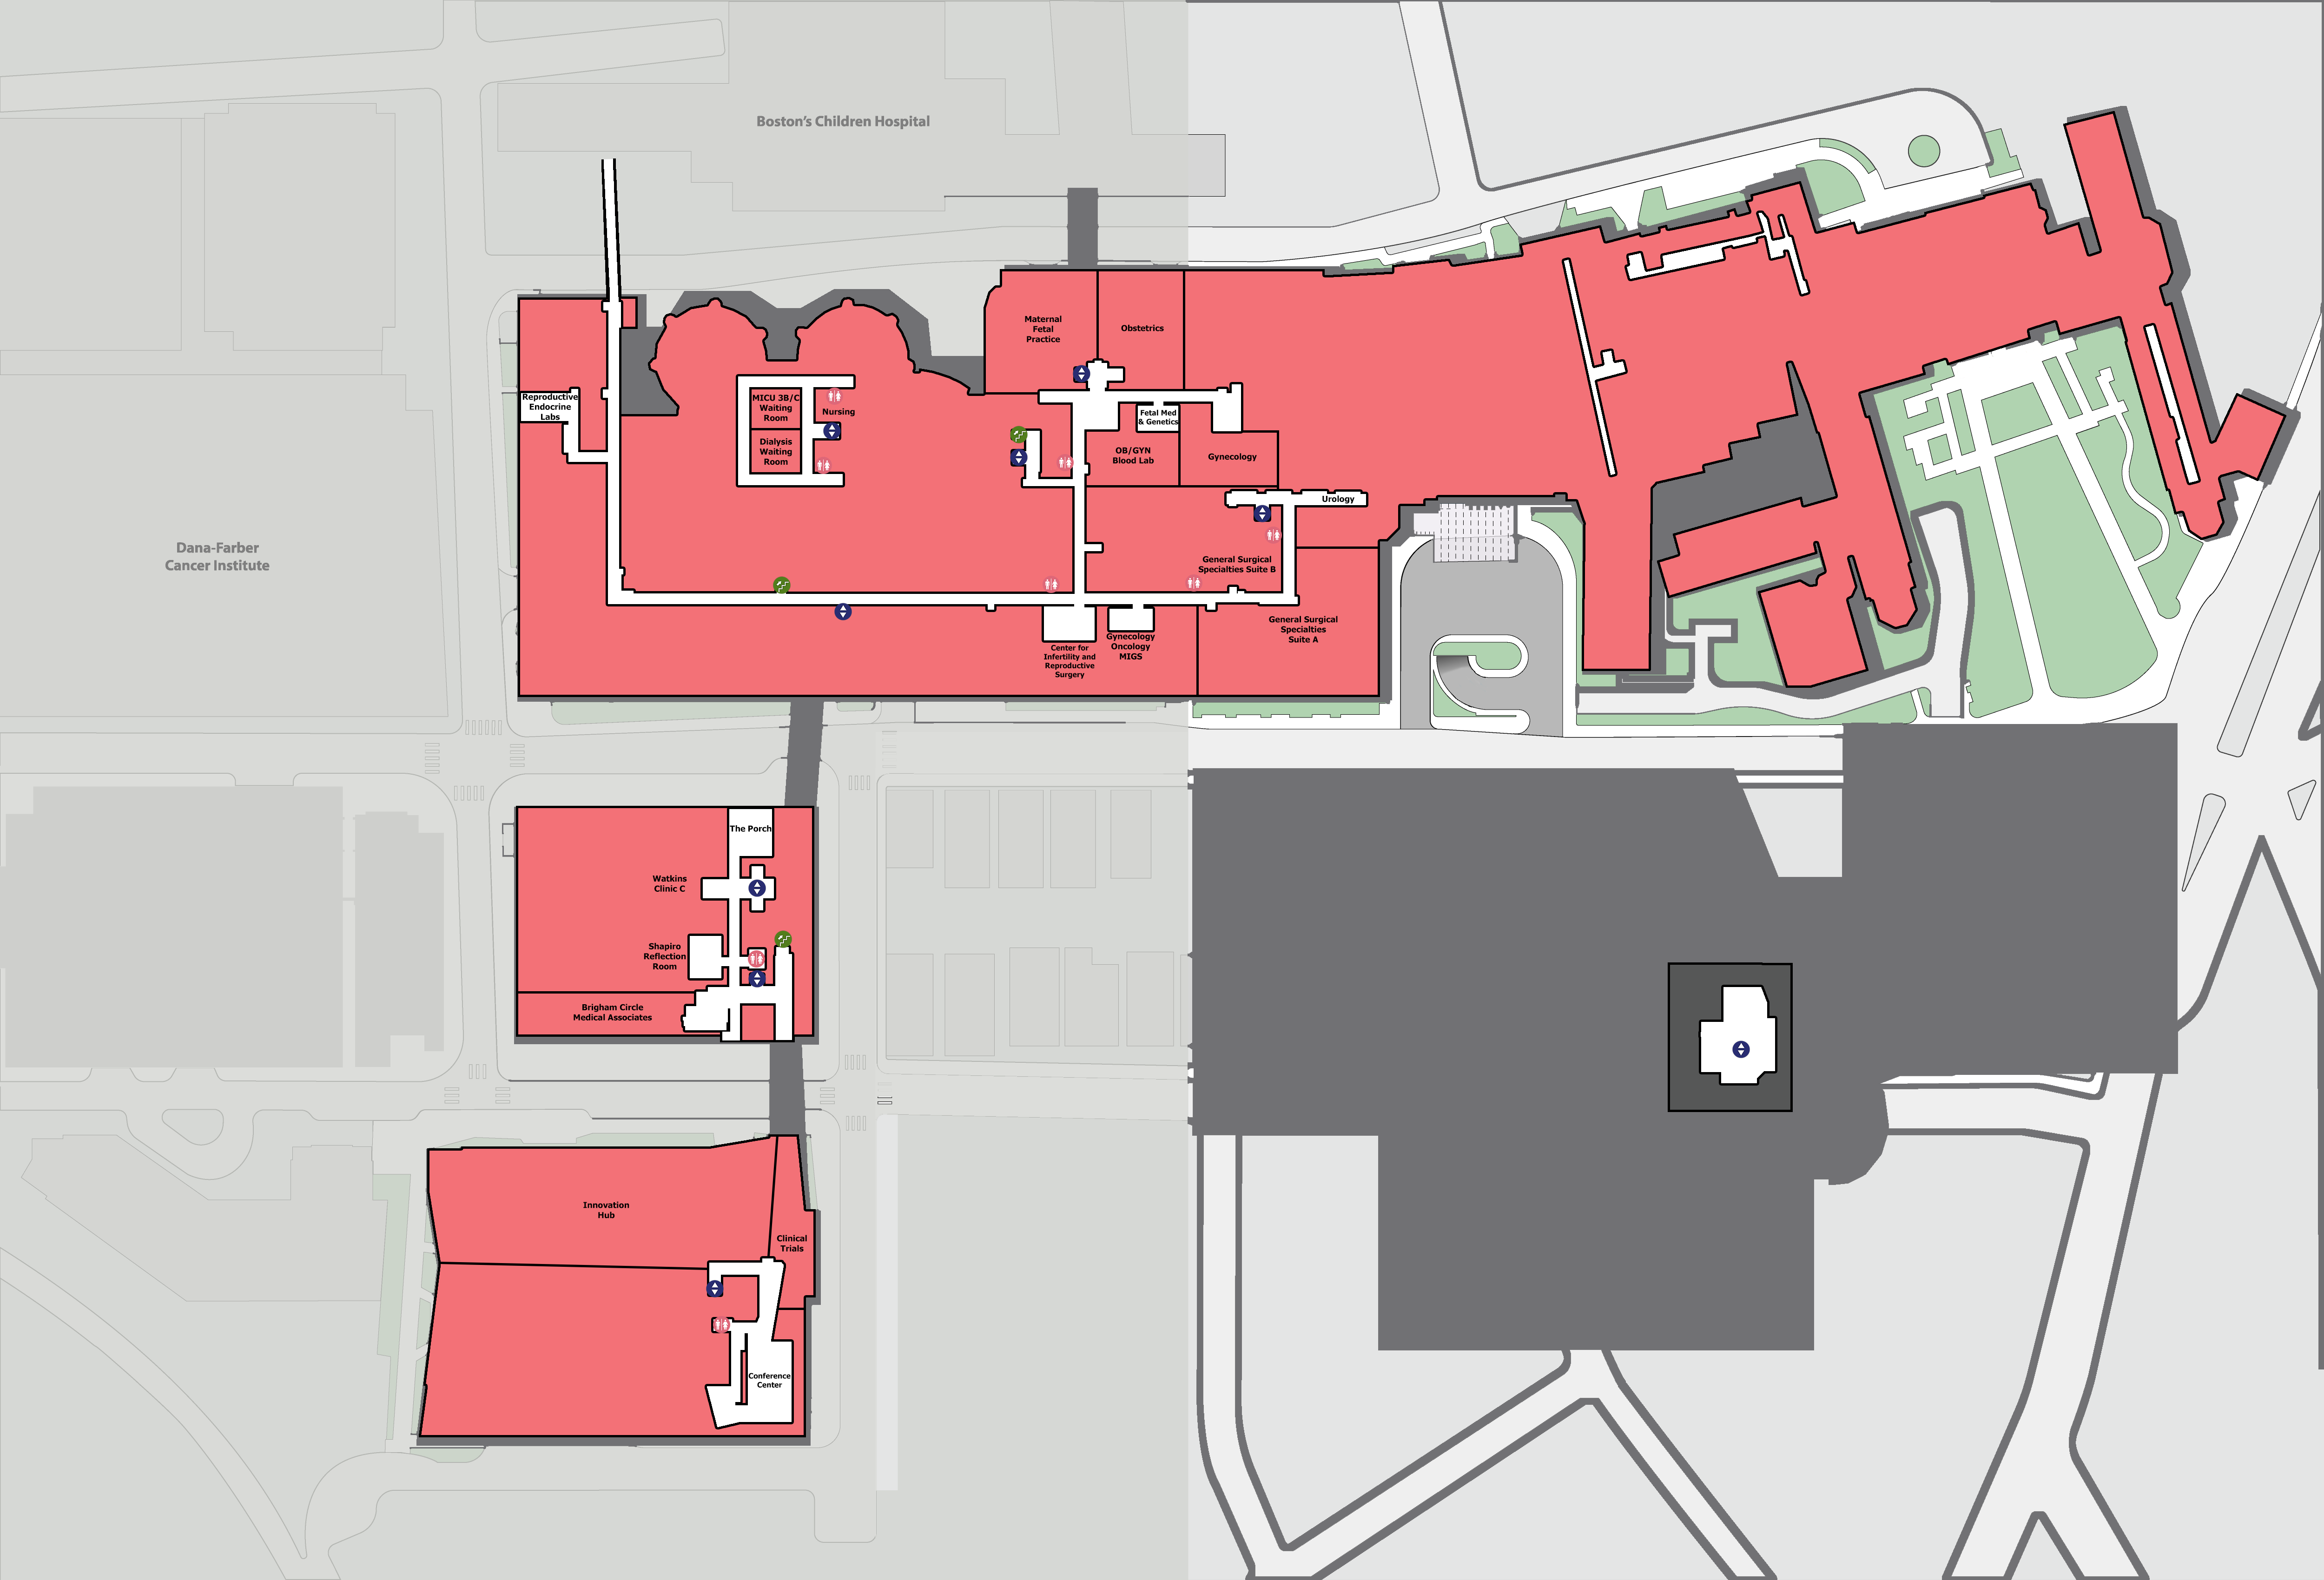 Boston's Children Hospital
Maternal
Fetal
Practice
Obstetrics
Reproductive
Endocrine
Labs
MICU 3B/C
Waiting
Room
Nursing
Dialysis
Waiting
Room
Fetal Med
& Genetics
OB/GYN
Blood Lab
Gynecology
Urology
Dana-Farber
Cancer Institute
General Surgical
Specialties Suite B
General Surgical
Specialties
Suite A
Center for
Infertility and
Reproductive
Surgery
Gynecology
Oncology
MIGS
The Porch
Watkins
Clinic C
Shapiro
Reflection
Room
Brigham Circle
Medical Associates
Innovation
Hub
Clinical
Trials
Conference
Center